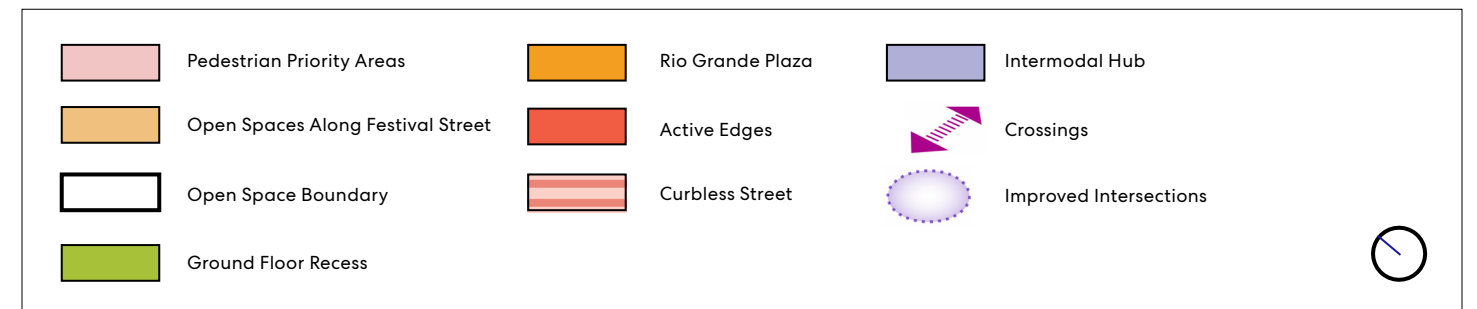 Pedestrian Priority Areas
Open Spaces Along Festival Street
Open Space Boundary
Ground Floor Recess
Rio Grande Plaza
Active Edges
Curbless Street
Intermodal Hub
Crossings
Improved Intersections